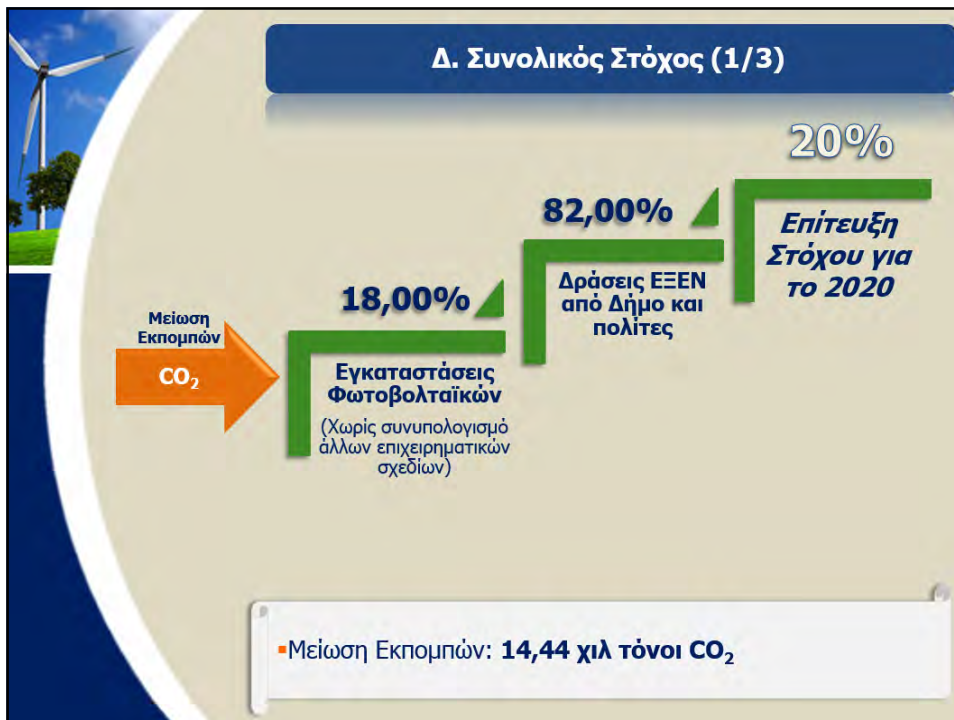 Δ. Συνολικός Στόχος (1/3)
20%
Επίτευξη
Στόχου για
το 2020
82,00%
Δράσεις ΕΞΕΝ
από Δήμο και
πολίτες
18,00%
Εγκαταστάσεις
Φωτοβολταϊκών
(Χωρίς συνυπολογισμό
άλλων επιχειρηματικών
σχεδίων)
Μείωση
Εκπομπών
CO₂
▪Μείωση Εκπομπών: 14,44 χιλ τόνοι CO₂